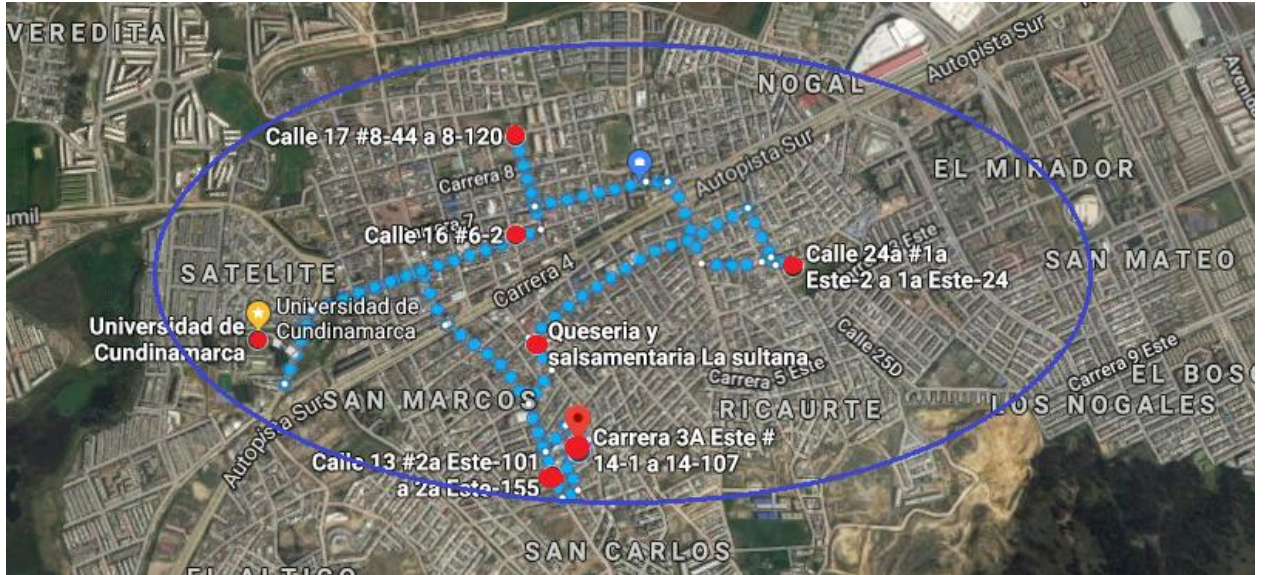 VEREDITA
NOGAL
Autopista Sur
Calle 17 #8-44 a 8-120
Carrera 8
Autopista Sur
EL MIRADOR
Carrera 7
Calle 16 #6-2
Calle 24a #1a
Este-2 a 1a Este-24
Este
SAN MATEO
SATELITE
Carrera 4
Universidad de
Cundinamarca
Universidad de
Cundinamarca
Queseria y
salsamentaria La sultana
Calle 25D
Carrera 5 Este
Carrera 9 Este
EL BOSQ
SAN MARCOS
RICAURTE
LOS NOGALES
Autopista Sur
Carrera 3A Este #
14-1 a 14-107
Calle 13 #2a Este-101
a 2a Este-155
SAN CARLOS
EL ALTICO